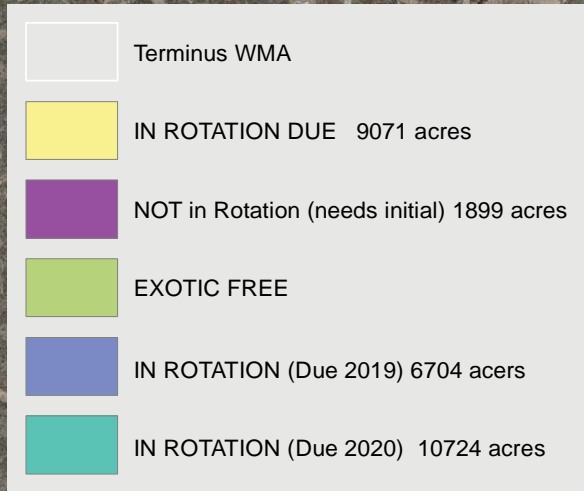 Terminus WMA
IN ROTATION DUE 9071 acres
NOT in Rotation (needs initial) 1899 acres
EXOTIC FREE
IN ROTATION (Due 2019) 6704 acers
IN ROTATION (Due 2020) 10724 acres